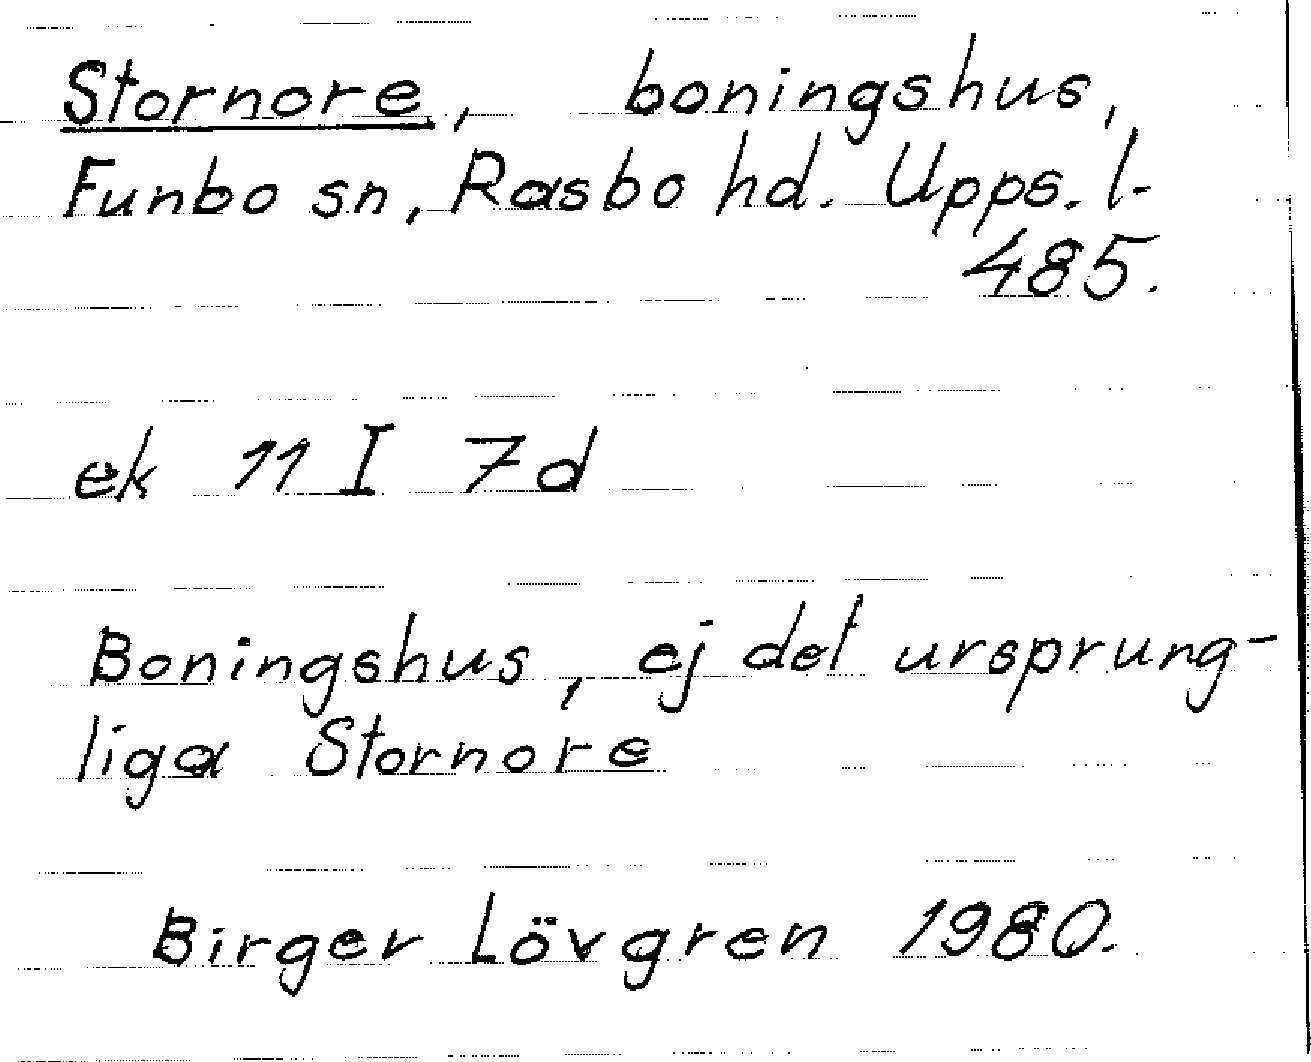 Stornore, boningshus,
Funbo sn, Rasbo hd. Upps. l-
485.
ek 11 I 7d
Boningshus, ej det ursprung-
liga Stornore
Birger Lövgren 1980.